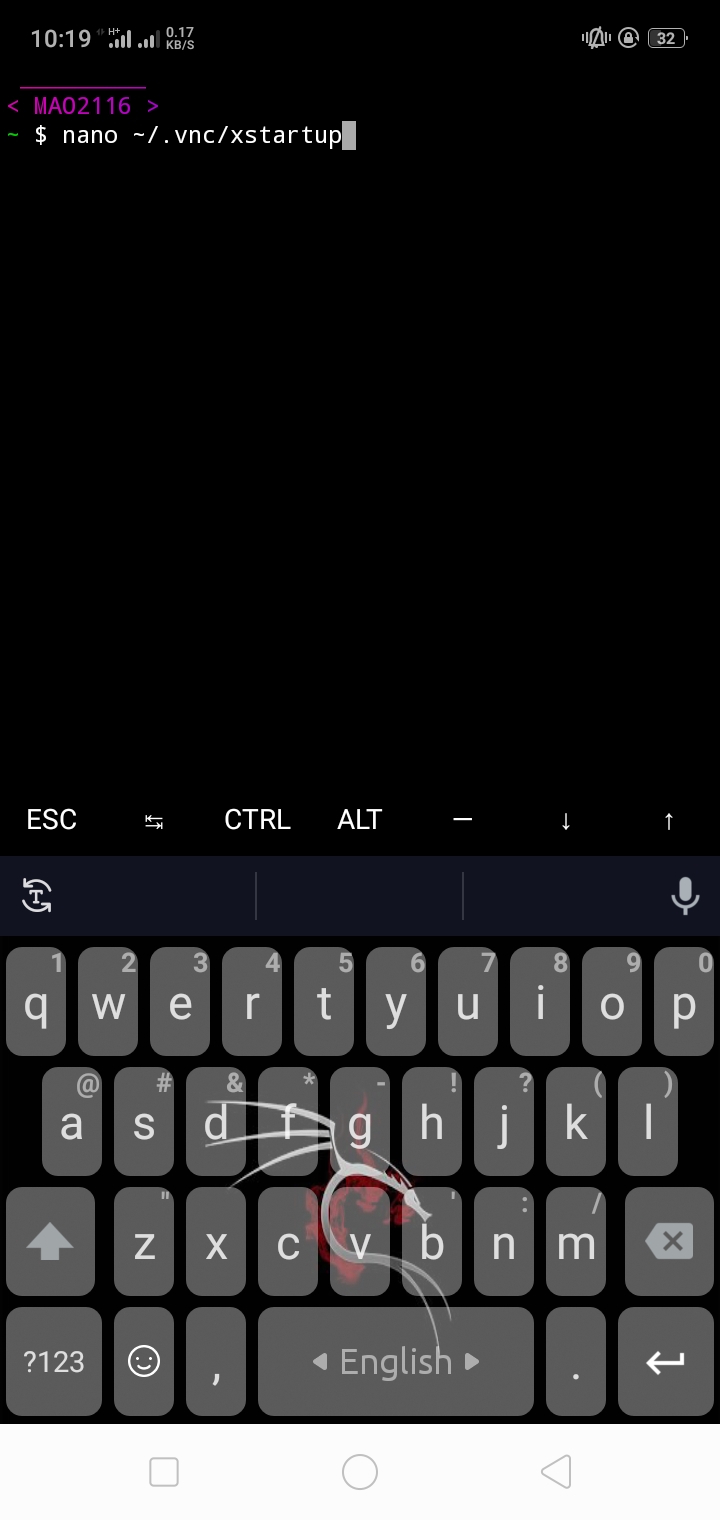 10:19 H+ 0.17 KB/S 32
< MAO2116 >
~ $ nano ~/.vnc/xstartup
ESC ↹ CTRL ALT — ↓ ↑
T
1 2 3 4 5 6 7 8 9 0
q w e r t y u i o p
@ # & * - ! ? ( )
a s d f g h j k l
" ' : /
z x c v b n m
?123 , English .